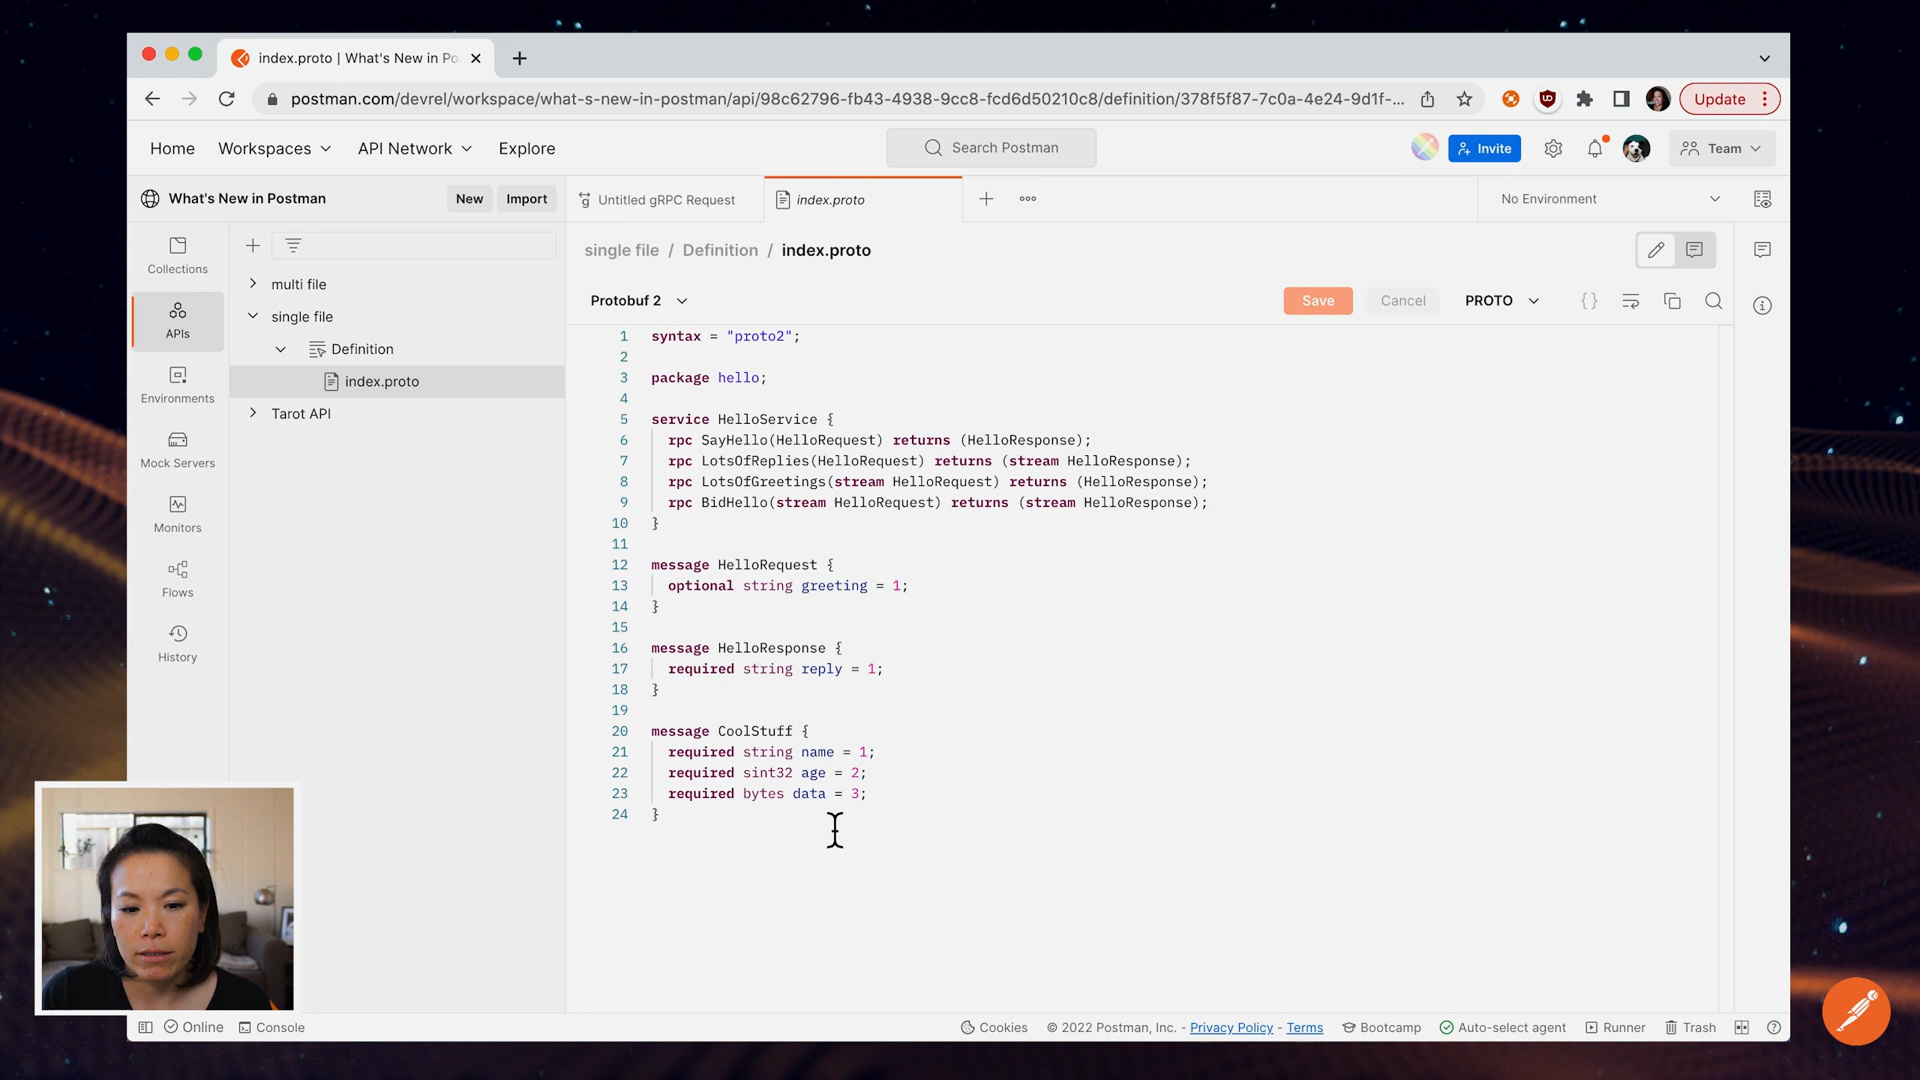 index.proto | What's New in Po
postman.com/devrel/workspace/what-s-new-in-postman/api/98c62796-fb43-4938-9cc8-fcd6d50210c8/definition/378f5f87-7c0a-4e24-9d1f-...
Update
Home
Workspaces
API Network
Explore
Search Postman
Invite
Team
What's New in Postman
New
Import
Untitled gRPC Request
index.proto
No Environment
Collections
APIs
Environments
Mock Servers
Monitors
Flows
History
multi file
single file
Definition
index.proto
Tarot API
single file / Definition / index.proto
Protobuf 2
Save
Cancel
PROTO
{}
1 syntax = "proto2";
2
3 package hello;
4
5 service HelloService {
6 rpc SayHello(HelloRequest) returns (HelloResponse);
7 rpc LotsOfReplies(HelloRequest) returns (stream HelloResponse);
8 rpc LotsOfGreetings(stream HelloRequest) returns (HelloResponse);
9 rpc BidHello(stream HelloRequest) returns (stream HelloResponse);
10 }
11
12 message HelloRequest {
13 optional string greeting = 1;
14 }
15
16 message HelloResponse {
17 required string reply = 1;
18 }
19
20 message CoolStuff {
21 required string name = 1;
22 required sint32 age = 2;
23 required bytes data = 3;
24 }
Online
Console
Cookies
© 2022 Postman, Inc. - Privacy Policy - Terms
Bootcamp
Auto-select agent
Runner
Trash